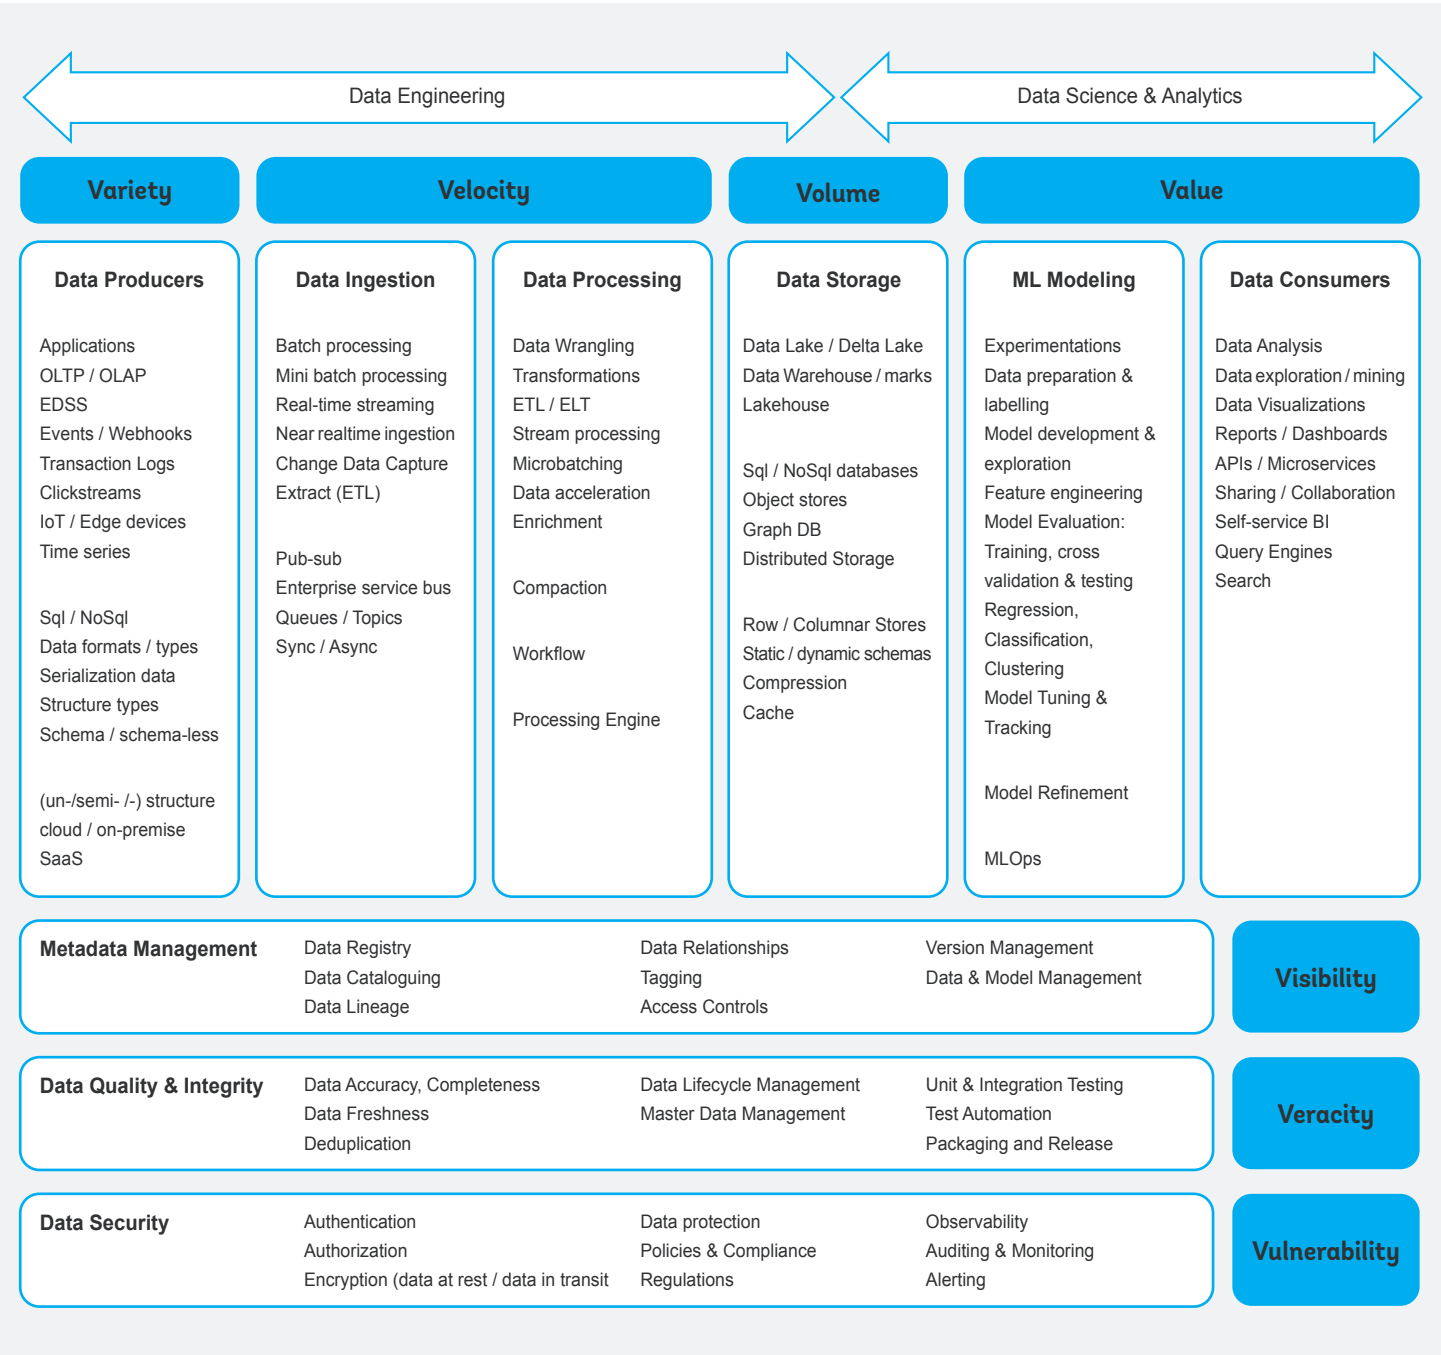 Data Engineering
Data Science & Analytics
Variety
Velocity
Volume
Value
Data Producers
Applications
OLTP / OLAP
EDSS
Events / Webhooks
Transaction Logs
Clickstreams
IoT / Edge devices
Time series
Sql / NoSql
Data formats / types
Serialization data
Structure types
Schema / schema-less
(un-/semi- /-) structure
cloud / on-premise
SaaS
Data Ingestion
Batch processing
Mini batch processing
Real-time streaming
Near realtime ingestion
Change Data Capture
Extract (ETL)
Pub-sub
Enterprise service bus
Queues / Topics
Sync / Async
Data Processing
Data Wrangling
Transformations
ETL / ELT
Stream processing
Microbatching
Data acceleration
Enrichment
Compaction
Workflow
Processing Engine
Data Storage
Data Lake / Delta Lake
Data Warehouse / marks
Lakehouse
Sql / NoSql databases
Object stores
Graph DB
Distributed Storage
Row / Columnar Stores
Static / dynamic schemas
Compression
Cache
ML Modeling
Experimentations
Data preparation &
labelling
Model development &
exploration
Feature engineering
Model Evaluation:
Training, cross
validation & testing
Regression,
Classification,
Clustering
Model Tuning &
Tracking
Model Refinement
MLOps
Data Consumers
Data Analysis
Data exploration / mining
Data Visualizations
Reports / Dashboards
APIs / Microservices
Sharing / Collaboration
Self-service BI
Query Engines
Search
Metadata Management
Data Registry
Data Cataloguing
Data Lineage
Data Relationships
Tagging
Access Controls
Version Management
Data & Model Management
Visibility
Data Quality & Integrity
Data Accuracy, Completeness
Data Freshness
Deduplication
Data Lifecycle Management
Master Data Management
Unit & Integration Testing
Test Automation
Packaging and Release
Veracity
Data Security
Authentication
Authorization
Encryption (data at rest / data in transit
Data protection
Policies & Compliance
Regulations
Observability
Auditing & Monitoring
Alerting
Vulnerability